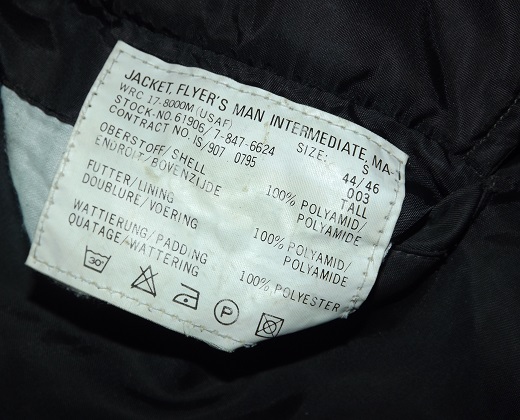 JACKET, FLYER'S MAN INTERMEDIATE, MA-1
WRC 17-8000M (USAF)
STOCK-NO. 61906/7-847-6624 SIZE: S
CONTRACT NO. IS/907 0795 44/46
003
TALL
OBERSTOFF/SHELL 100% POLYAMID/
ENDROIT/BOVENZIJDE POLYAMIDE
FUTTER/LINING 100% POLYAMID/
DOUBLURE/VOERING POLYAMIDE
WATTIERUNG/PADDING 100% POLYESTER
QUATAGE/WATTERING
30
P